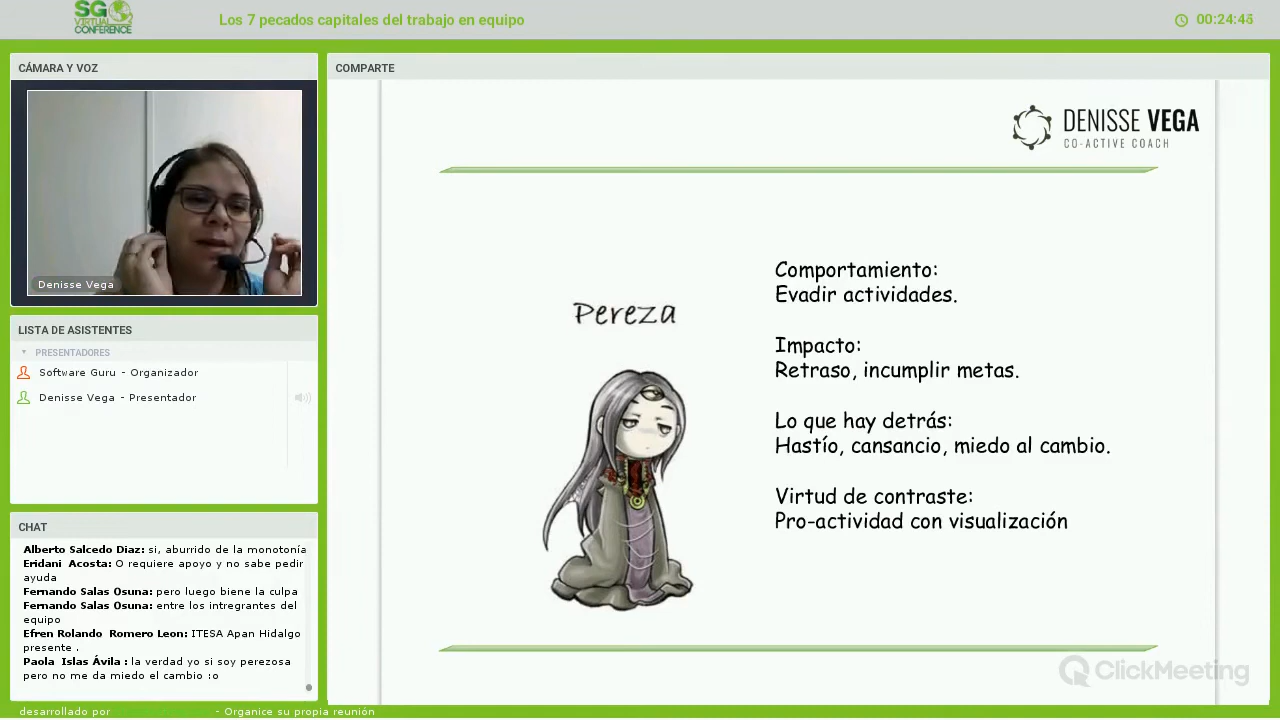 SG
VIRTUAL
CONFERENCE
Los 7 pecados capitales del trabajo en equipo
CÁMARA Y VOZ
Denisse Vega
LISTA DE ASISTENTES
PRESENTADORES
Software Guru - Organizador
Denisse Vega - Presentador
CHAT
Alberto Salcedo Diaz: si, aburrido de la monotonía
Eridani Acosta: O requiere apoyo y no sabe pedir
ayuda
Fernando Salas Osuna: pero luego biene la culpa
Fernando Salas Osuna: entre los intregrantes del
equipo
Efren Rolando Romero Leon: ITESA Apan Hidalgo
presente .
Paola Islas Ávila : la verdad yo si soy perezosa
pero no me da miedo el cambio :o
desarrollado por - Organice su propia reunión
COMPARTE
DENISSE VEGA
CO-ACTIVE COACH
Pereza
Comportamiento:
Evadir actividades.
Impacto:
Retraso, incumplir metas.
Lo que hay detrás:
Hastío, cansancio, miedo al cambio.
Virtud de contraste:
Pro-actividad con visualización
ClickMeeting